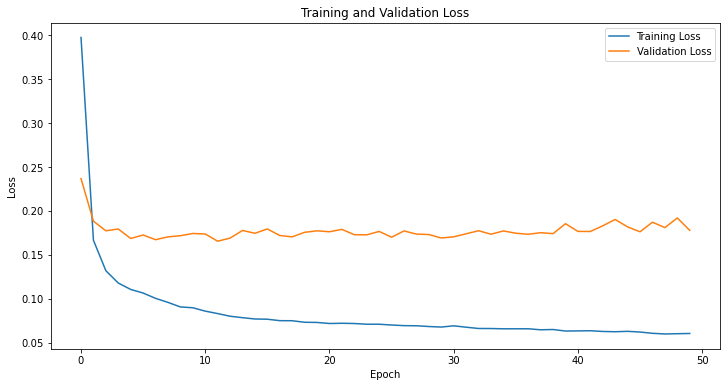 Training and Validation Loss
Training Loss
Validation Loss
0.40
0.35
0.30
0.25
0.20
0.15
0.10
0.05
Loss
0 10 20 30 40 50
Epoch